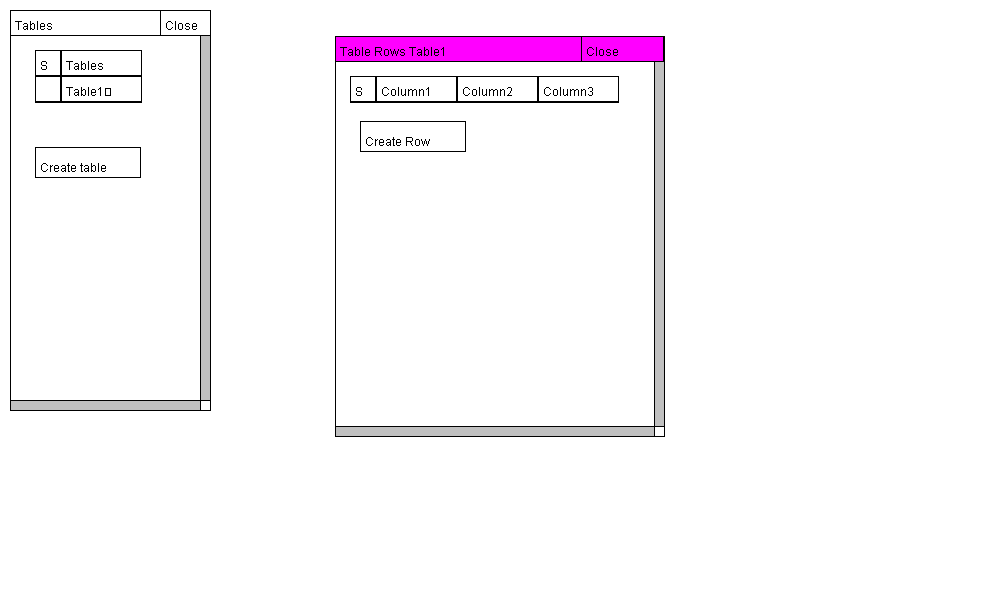 Tables Close
S Tables
Table1▯
Create table
Table Rows Table1 Close
S Column1 Column2 Column3
Create Row